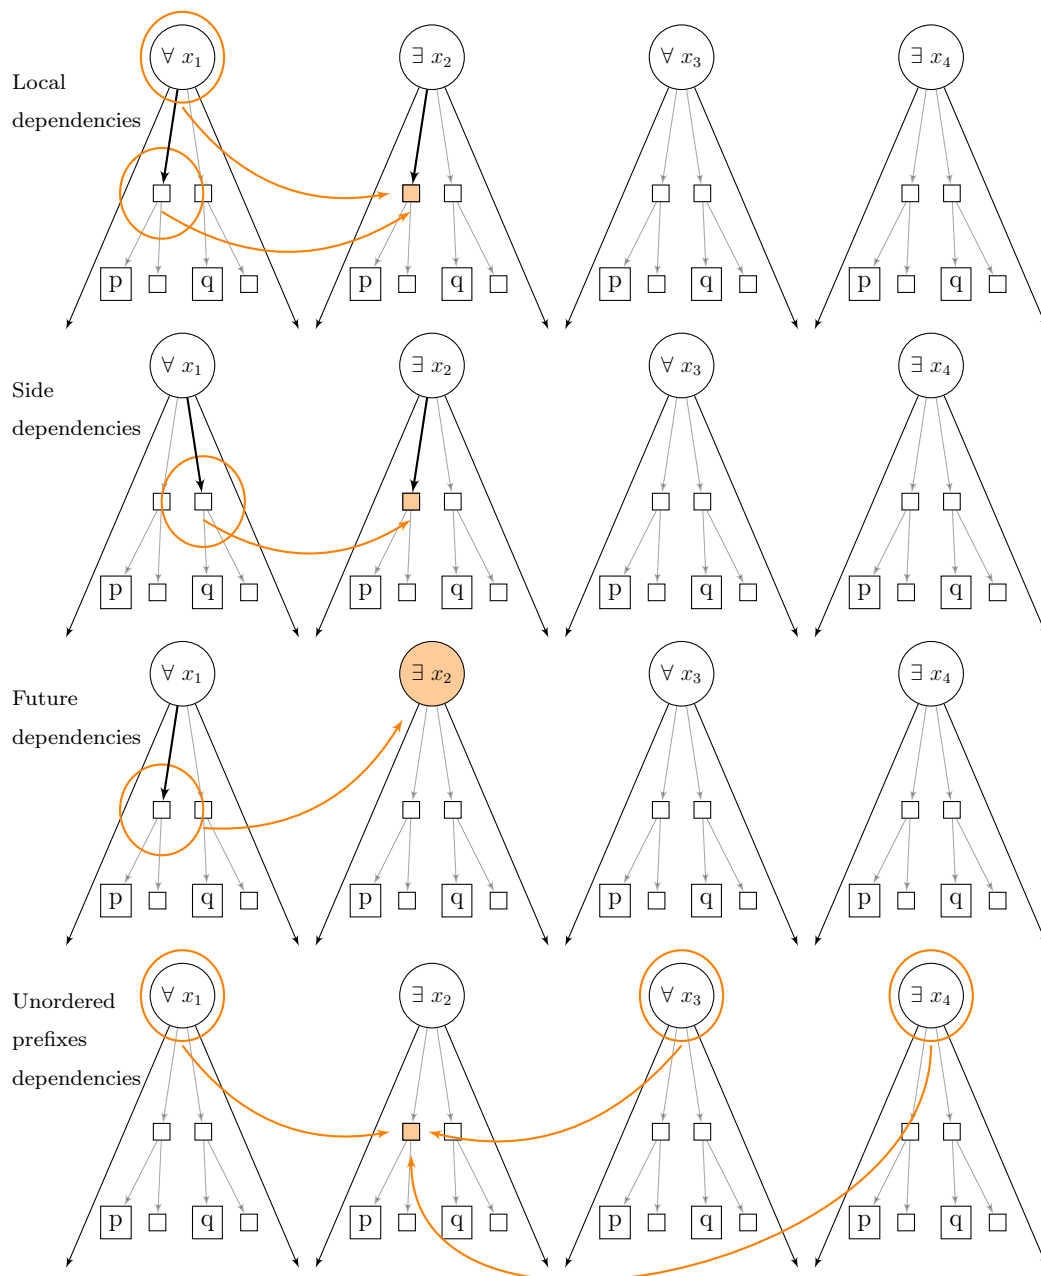 ∀ x₁ ∃ x₂ ∀ x₃ ∃ x₄
Local
dependencies
p q p q p q p q
∀ x₁ ∃ x₂ ∀ x₃ ∃ x₄
Side
dependencies
p q p q p q p q
∀ x₁ ∃ x₂ ∀ x₃ ∃ x₄
Future
dependencies
p q p q p q p q
∀ x₁ ∃ x₂ ∀ x₃ ∃ x₄
Unordered
prefixes
dependencies
p q p q p q p q